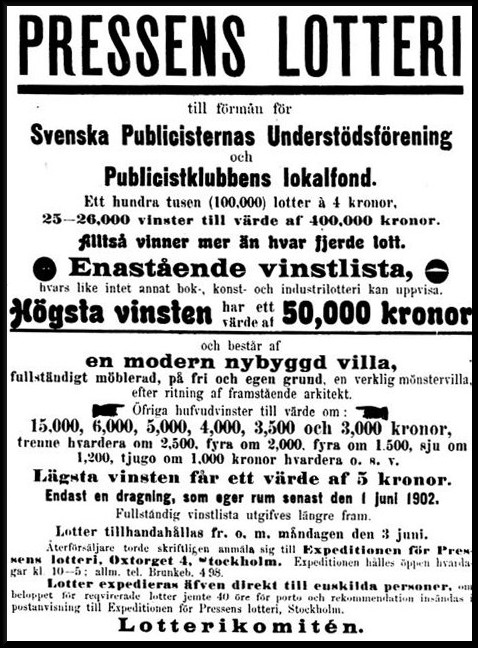 PRESSENS LOTTERI
till förmån för
Svenska Publicisternas Understödsförening
och
Publicistklubbens lokalfond.
Ett hundra tusen (100,000) lotter à 4 kronor,
25—26,000 vinster till värde af 400,000 kronor.
Alltså vinner mer än hvar fjerde lott.
Enastående vinstlista,
hvars like intet annat bok-, konst- och industrilotteri kan uppvisa.
Högsta vinsten har ett värde af 50,000 kronor
och består af
en modern nybyggd villa,
fullständigt möblerad, på fri och egen grund, en verklig mönstervilla,
efter ritning af framstående arkitekt.
Öfriga hufvudvinster till värde om:
15,000, 6,000, 5,000, 4,000, 3,500 och 3,000 kronor,
trenne hvardera om 2,500, fyra om 2,000, fyra om 1,500, sju om
1,200, tjugo om 1,000 kronor hvardera o. s. v.
Lägsta vinsten får ett värde af 5 kronor.
Endast en dragning, som eger rum senast den 1 juni 1902.
Fullständig vinstlista utgifves längre fram.
Lotter tillhandahållas fr. o. m. måndagen den 3 juni.
Återförsäljare torde skriftligen anmäla sig till Expeditionen för Pres-
sens lotteri, Oxtorget 4, Stockholm. Expeditionen hålles öppen hvarda-
gar kl. 10—5; allm. tel. Brunkeb. 498.
Lotter expedieras äfven direkt till enskilda personer, om
beloppet för reqvirerade lotter jemte 40 öre för porto och rekommendation insändas i
postanvisning till Expeditionen för Pressens lotteri, Stockholm.
Lotterikomitén.